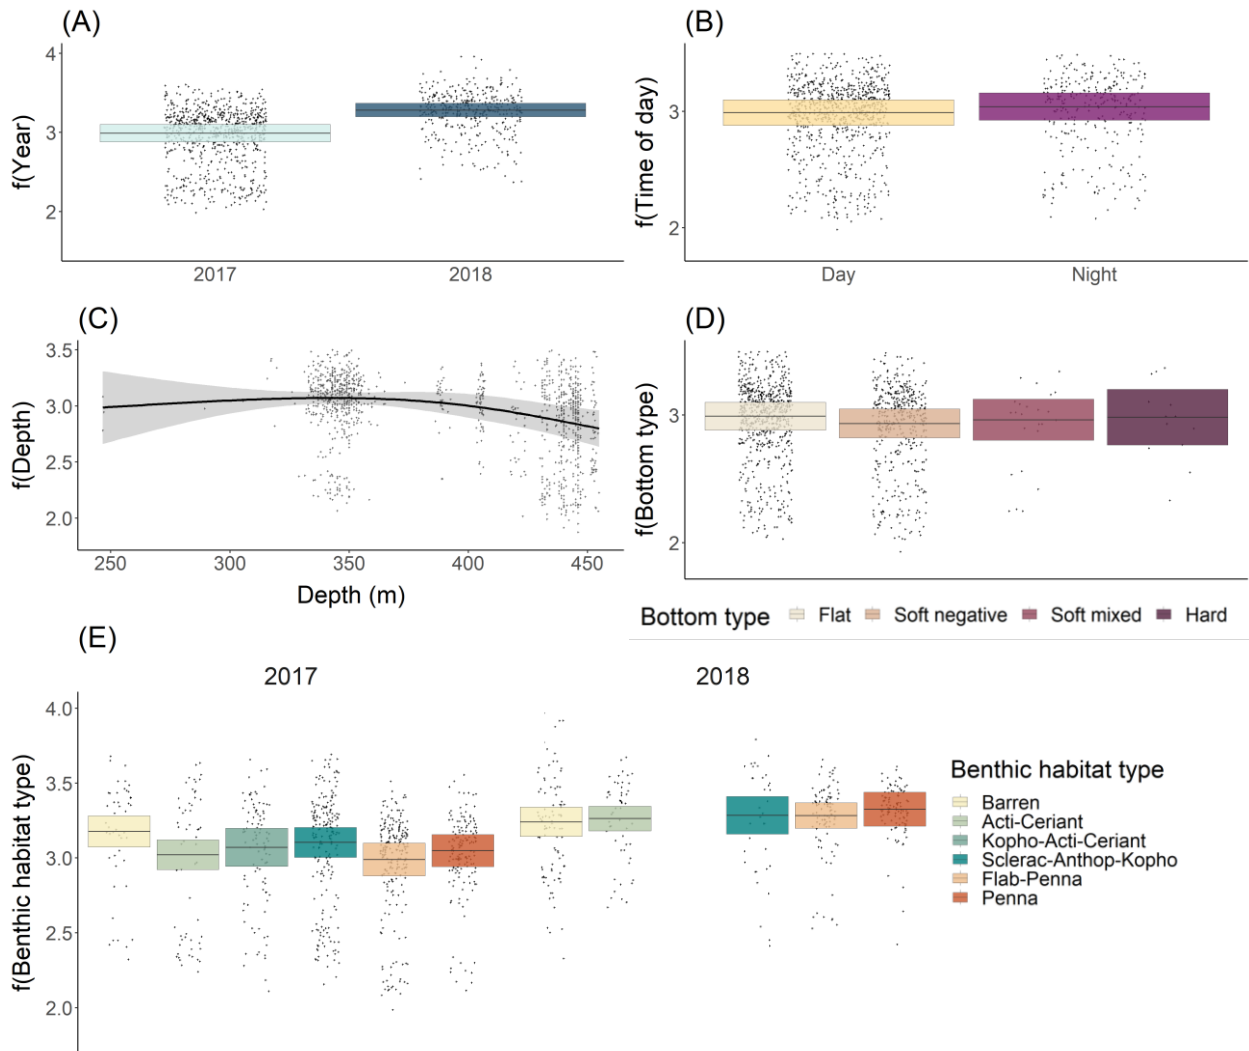 (A)
f(Year)
4
3
2
2017
2018
(B)
f(Time of day)
3
2
Day
Night
(C)
f(Depth)
3.5
3.0
2.5
2.0
250
300
350
400
450
Depth (m)
(D)
f(Bottom type)
3
2
Bottom type
Flat
Soft negative
Soft mixed
Hard
(E)
2017
2018
f(Benthic habitat type)
4.0
3.5
3.0
2.5
2.0
Benthic habitat type
Barren
Acti-Ceriant
Kopho-Acti-Ceriant
Sclerac-Anthop-Kopho
Flab-Penna
Penna